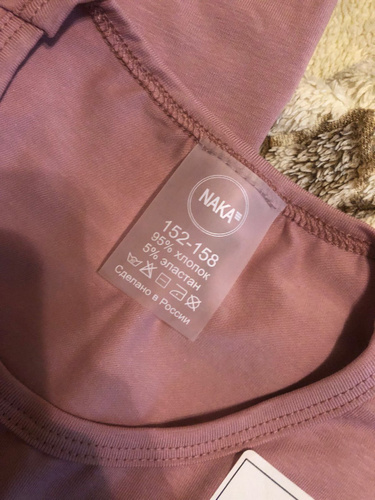 NAKA
152-158
95% хлопок
5% эластан
Сделано в России